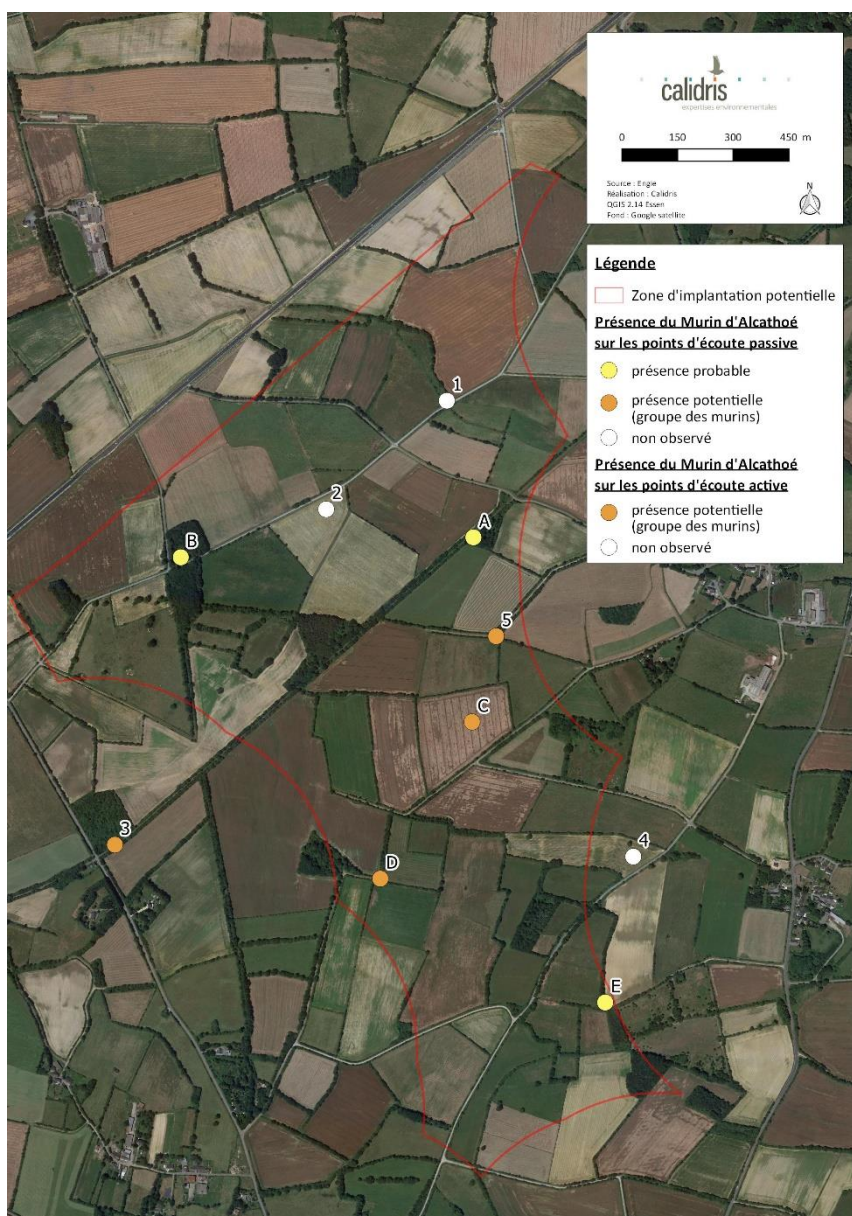 calidris
expertises environnementales
0 150 300 450 m
Source : Engie
Réalisation : Calidris
QGIS 2.14 Essen
Fond : Google satellite
N
Légende
Zone d'implantation potentielle
Présence du Murin d'Alcathoé
sur les points d'écoute passive
présence probable
présence potentielle
(groupe des murins)
non observé
Présence du Murin d'Alcathoé
sur les points d'écoute active
présence potentielle
(groupe des murins)
non observé
1
2
A
B
5
C
3
4
D
E